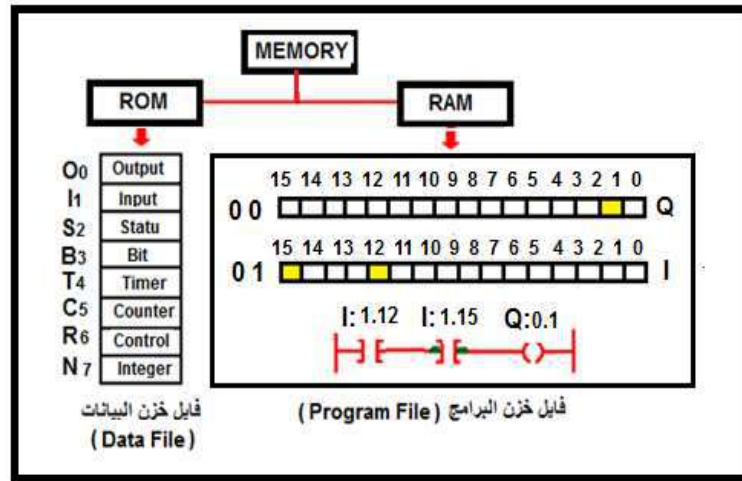 MEMORY
ROM
RAM
O0 Output
I1 Input
S2 Statu
B3 Bit
T4 Timer
C5 Counter
R6 Control
N7 Integer
فايل خزن البيانات
( Data File )
15 14 13 12 11 10 9 8 7 6 5 4 3 2 1 0
0 0 Q
15 14 13 12 11 10 9 8 7 6 5 4 3 2 1 0
0 1 I
I: 1.12 I: 1.15 Q:0.1
فايل خزن البرامج ( Program File )